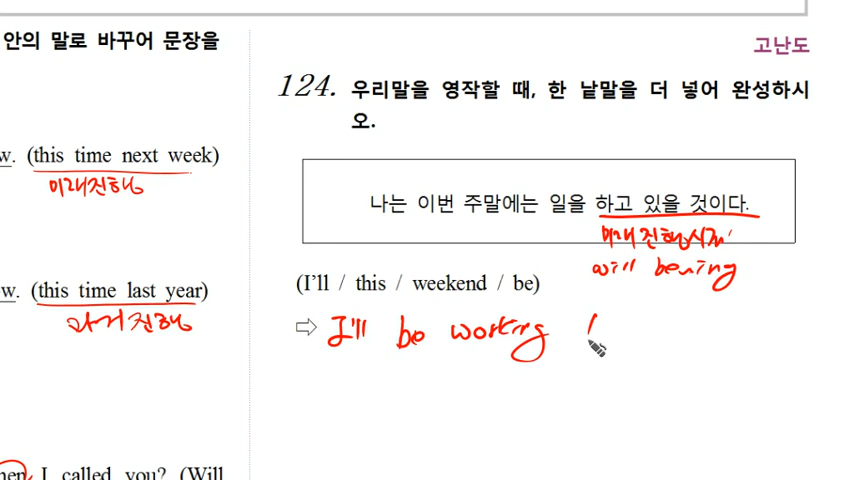 안의 말로 바꾸어 문장을
w. (this time next week)
미래진행
w. (this time last year)
과거진행
hen, I called you? (Will
고난도
124. 우리말을 영작할 때, 한 낱말을 더 넣어 완성하시
오.
나는 이번 주말에는 일을 하고 있을 것이다.
미래진행시제
will be
(I'll / this / weekend / be)
⇨ I'll be working